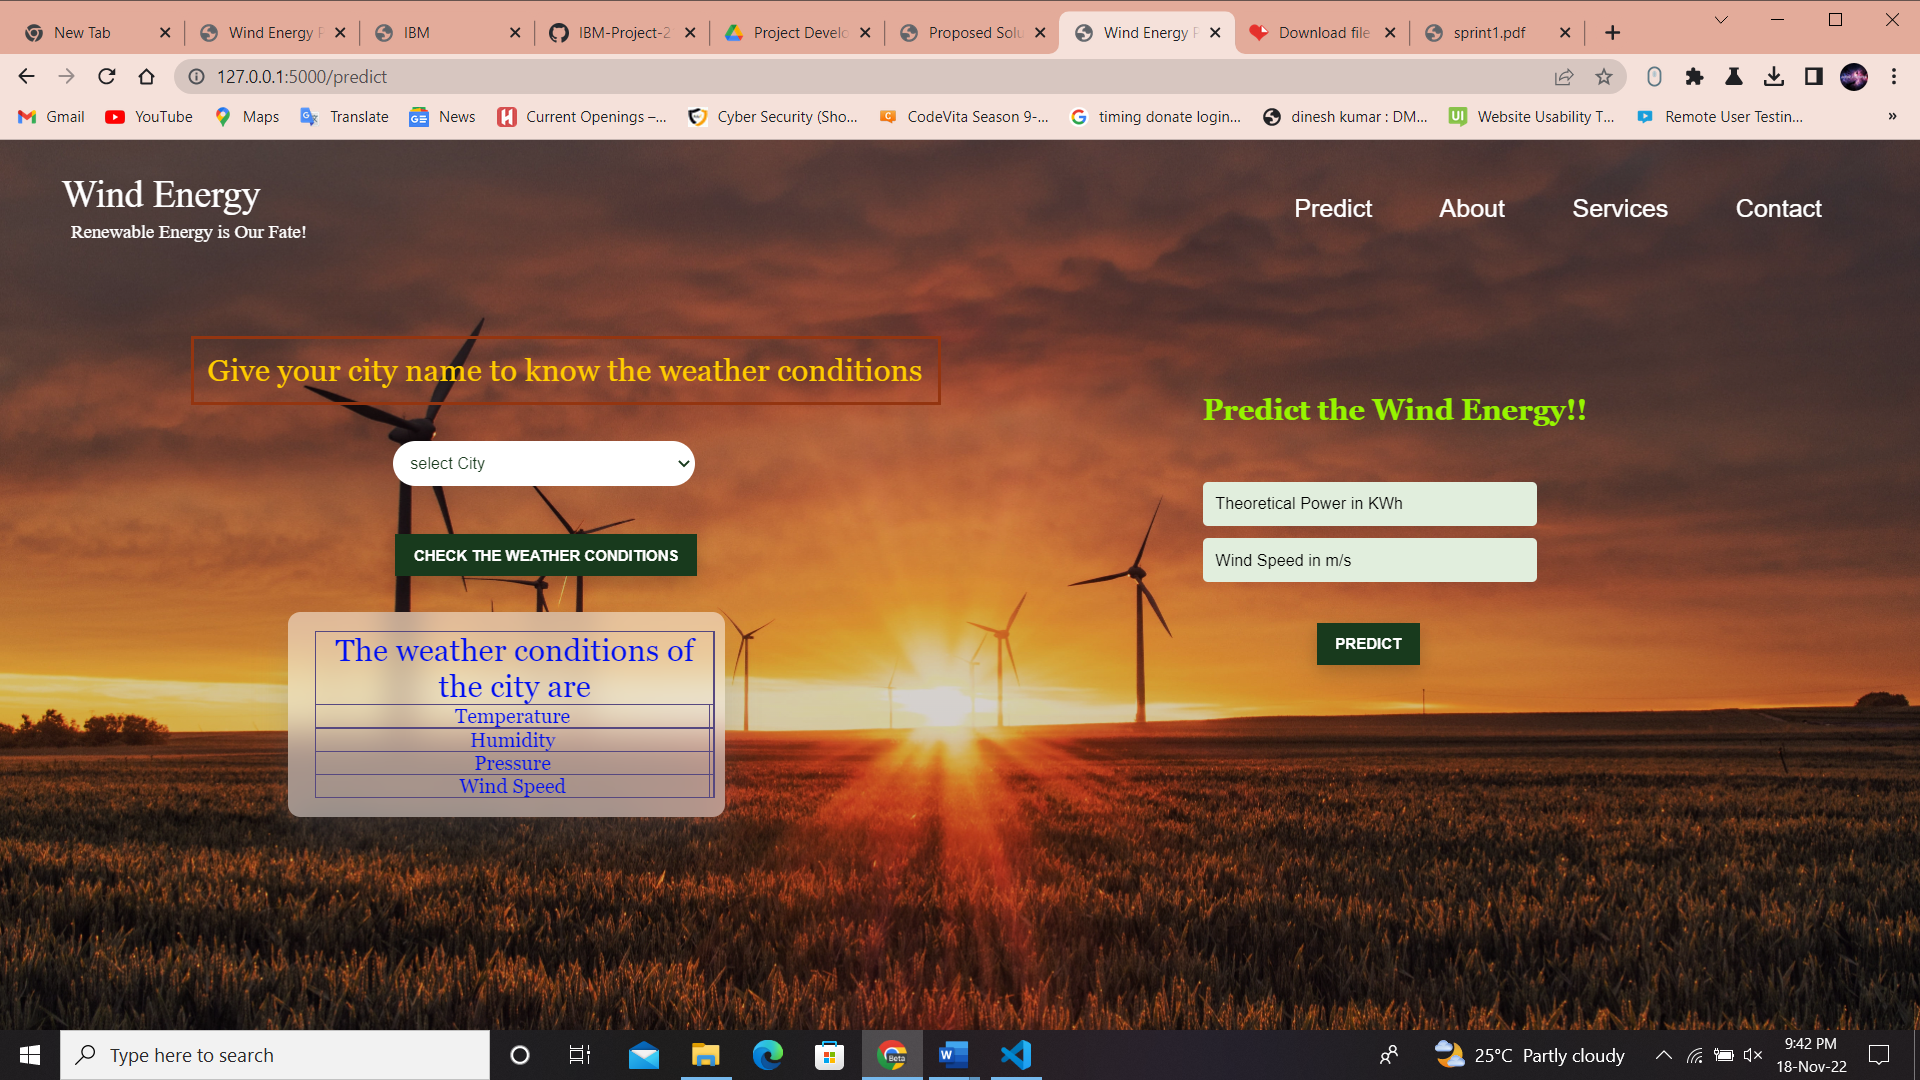 New Tab
Wind Energy P
IBM
IBM-Project-2
Project Develo
Proposed Solu
Wind Energy P
Download file
sprint1.pdf
127.0.0.1:5000/predict
Gmail
YouTube
Maps
Translate
News
Current Openings –...
Cyber Security (Sho...
CodeVita Season 9-...
timing donate login...
dinesh kumar : DM...
Website Usability T...
Remote User Testin...
»
Wind Energy
Renewable Energy is Our Fate!
Predict
About
Services
Contact
Give your city name to know the weather conditions
select City
CHECK THE WEATHER CONDITIONS
The weather conditions of
the city are
Temperature
Humidity
Pressure
Wind Speed
Predict the Wind Energy!!
Theoretical Power in KWh
Wind Speed in m/s
PREDICT
Type here to search
Beta
25°C Partly cloudy
9:42 PM
18-Nov-22